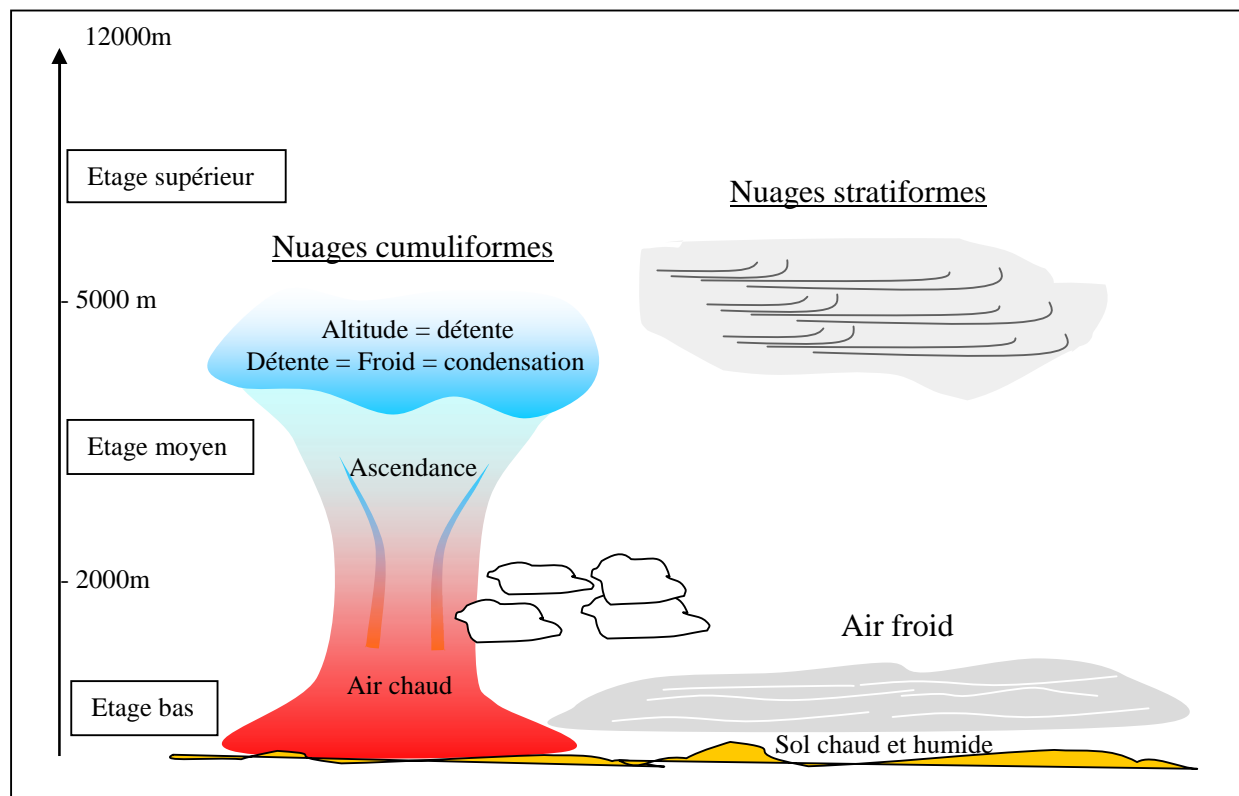 12000m
Etage supérieur
Nuages stratiformes
Nuages cumuliformes
- 5000 m
Altitude = détente
Détente = Froid = condensation
Etage moyen
Ascendance
- 2000m
Air froid
Air chaud
Etage bas
Sol chaud et humide